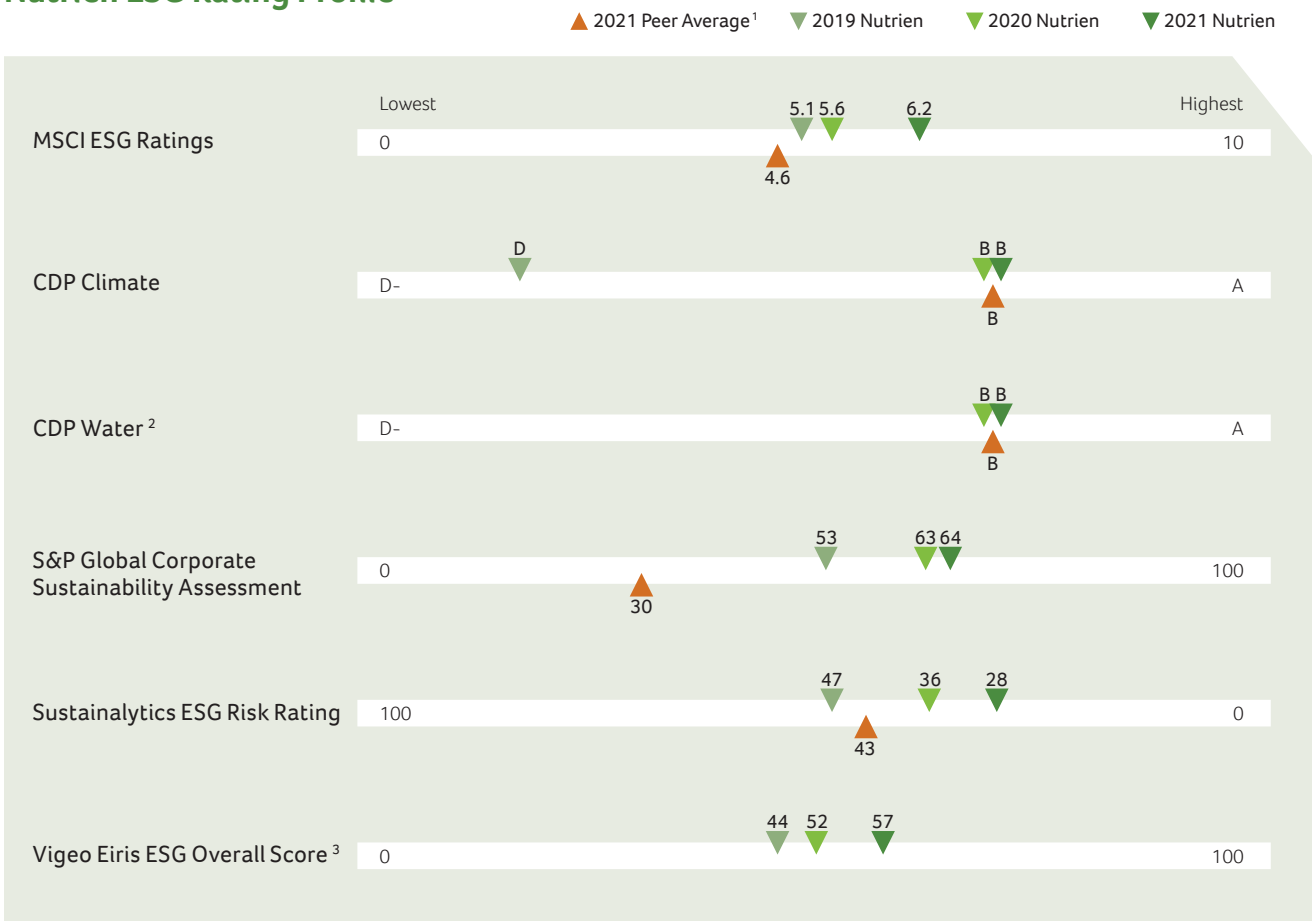 Nutrien ESG Rating Profile
2021 Peer Average1 2019 Nutrien 2020 Nutrien 2021 Nutrien
Lowest Highest
MSCI ESG Ratings
0 5.1 5.6 6.2 10
4.6
CDP Climate
D- D B B A
B
CDP Water 2
D- B B A
B
S&P Global Corporate
Sustainability Assessment
0 53 63 64 100
30
Sustainalytics ESG Risk Rating
100 47 36 28 0
43
Vigeo Eiris ESG Overall Score 3
0 44 52 57 100